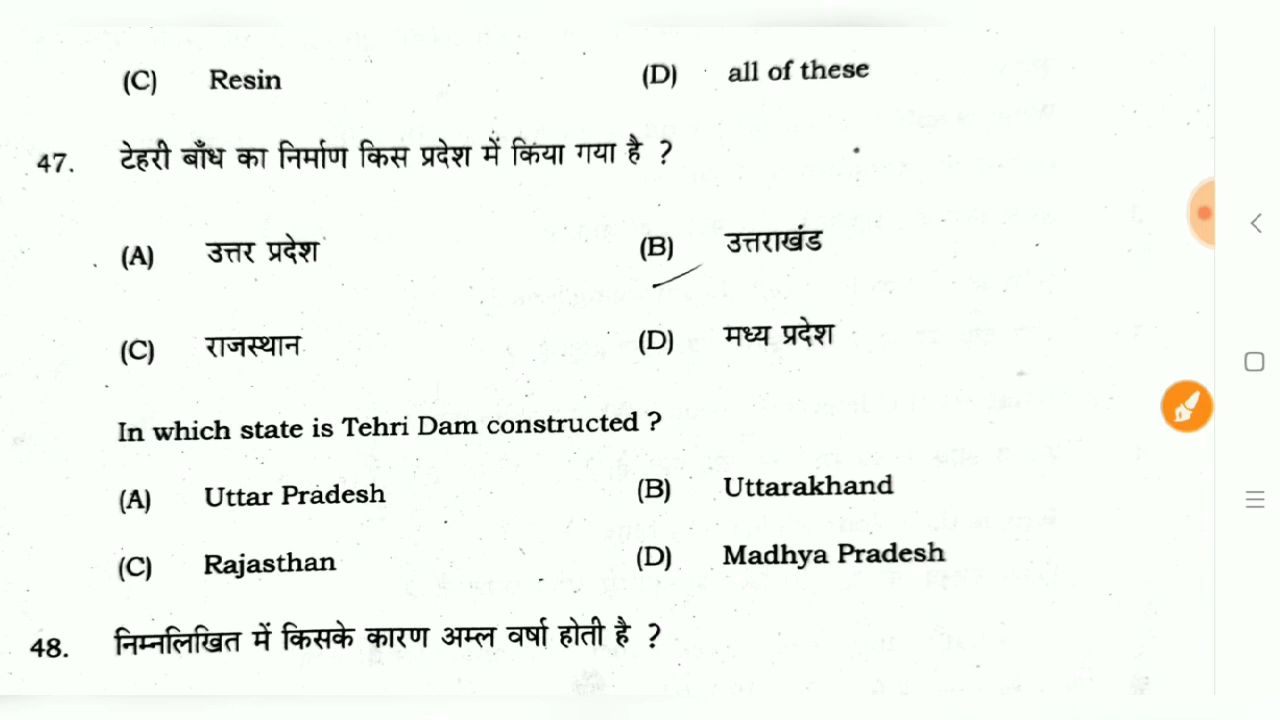 (C) Resin (D) all of these
47. टेहरी बाँध का निर्माण किस प्रदेश में किया गया है ?
(A) उत्तर प्रदेश (B) उत्तराखंड
(C) राजस्थान (D) मध्य प्रदेश
In which state is Tehri Dam constructed ?
(A) Uttar Pradesh (B) Uttarakhand
(C) Rajasthan (D) Madhya Pradesh
48. निम्नलिखित में किसके कारण अम्ल वर्षा होती है ?